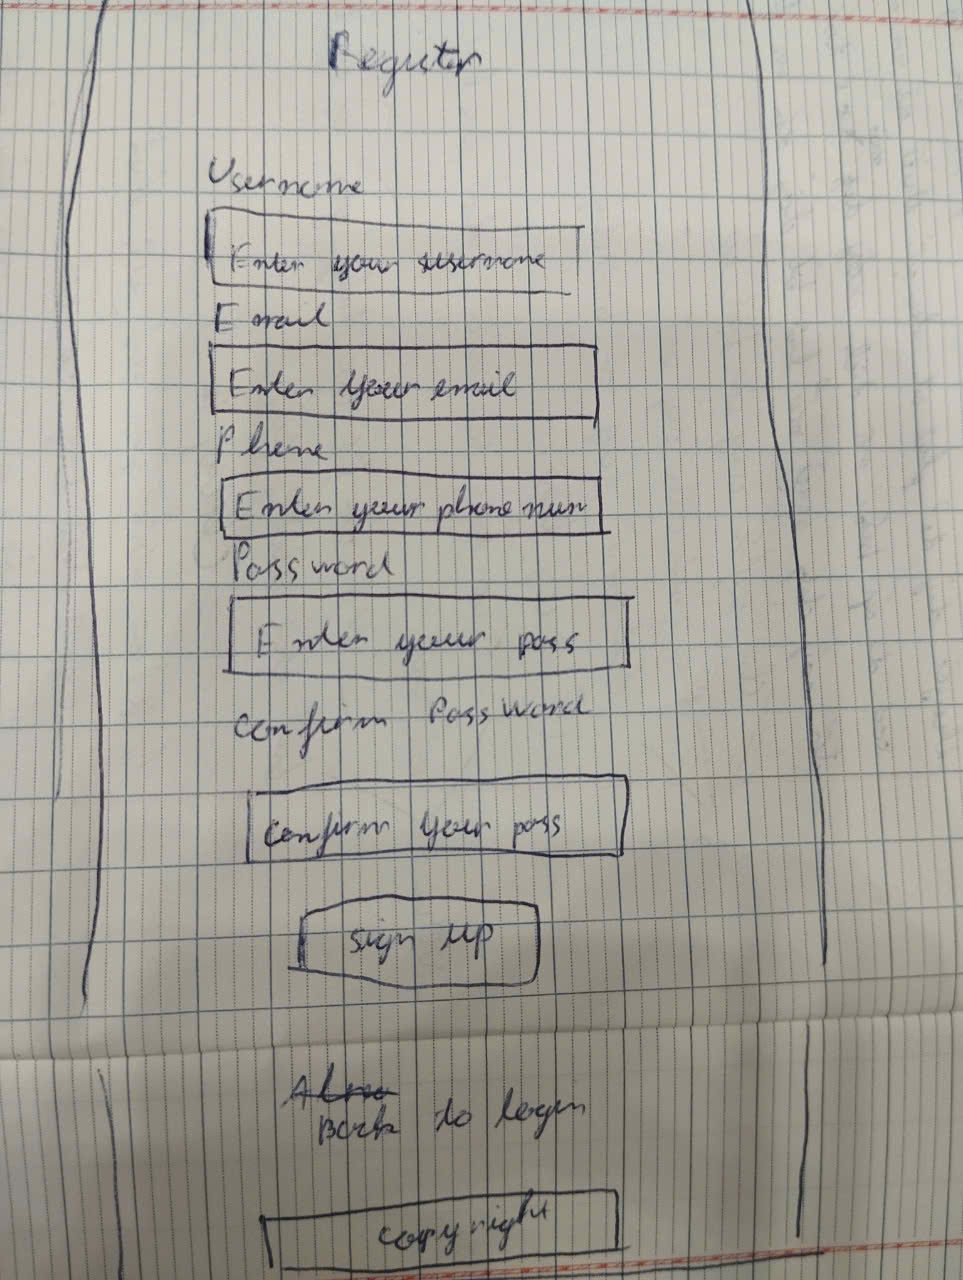 Register
Username
Enter your username
Email
Enter your email
Phone
Enter your phone num
Password
Enter your pass
Confirm Password
Confirm your pass
Sign Up
Back to login
Copyright